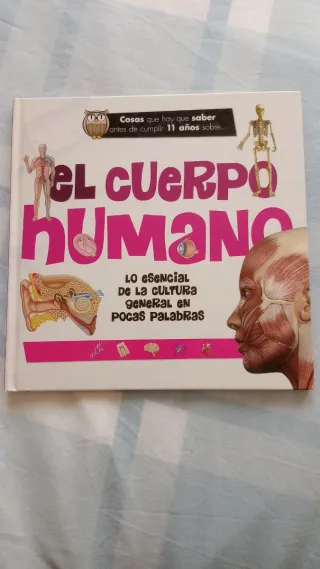 Cosas que hay que saber
antes de cumplir 11 años sobre...
EL CUERPO
HUMANO
LO ESENCIAL
DE LA CULTURA
GENERAL EN
POCAS PALABRAS